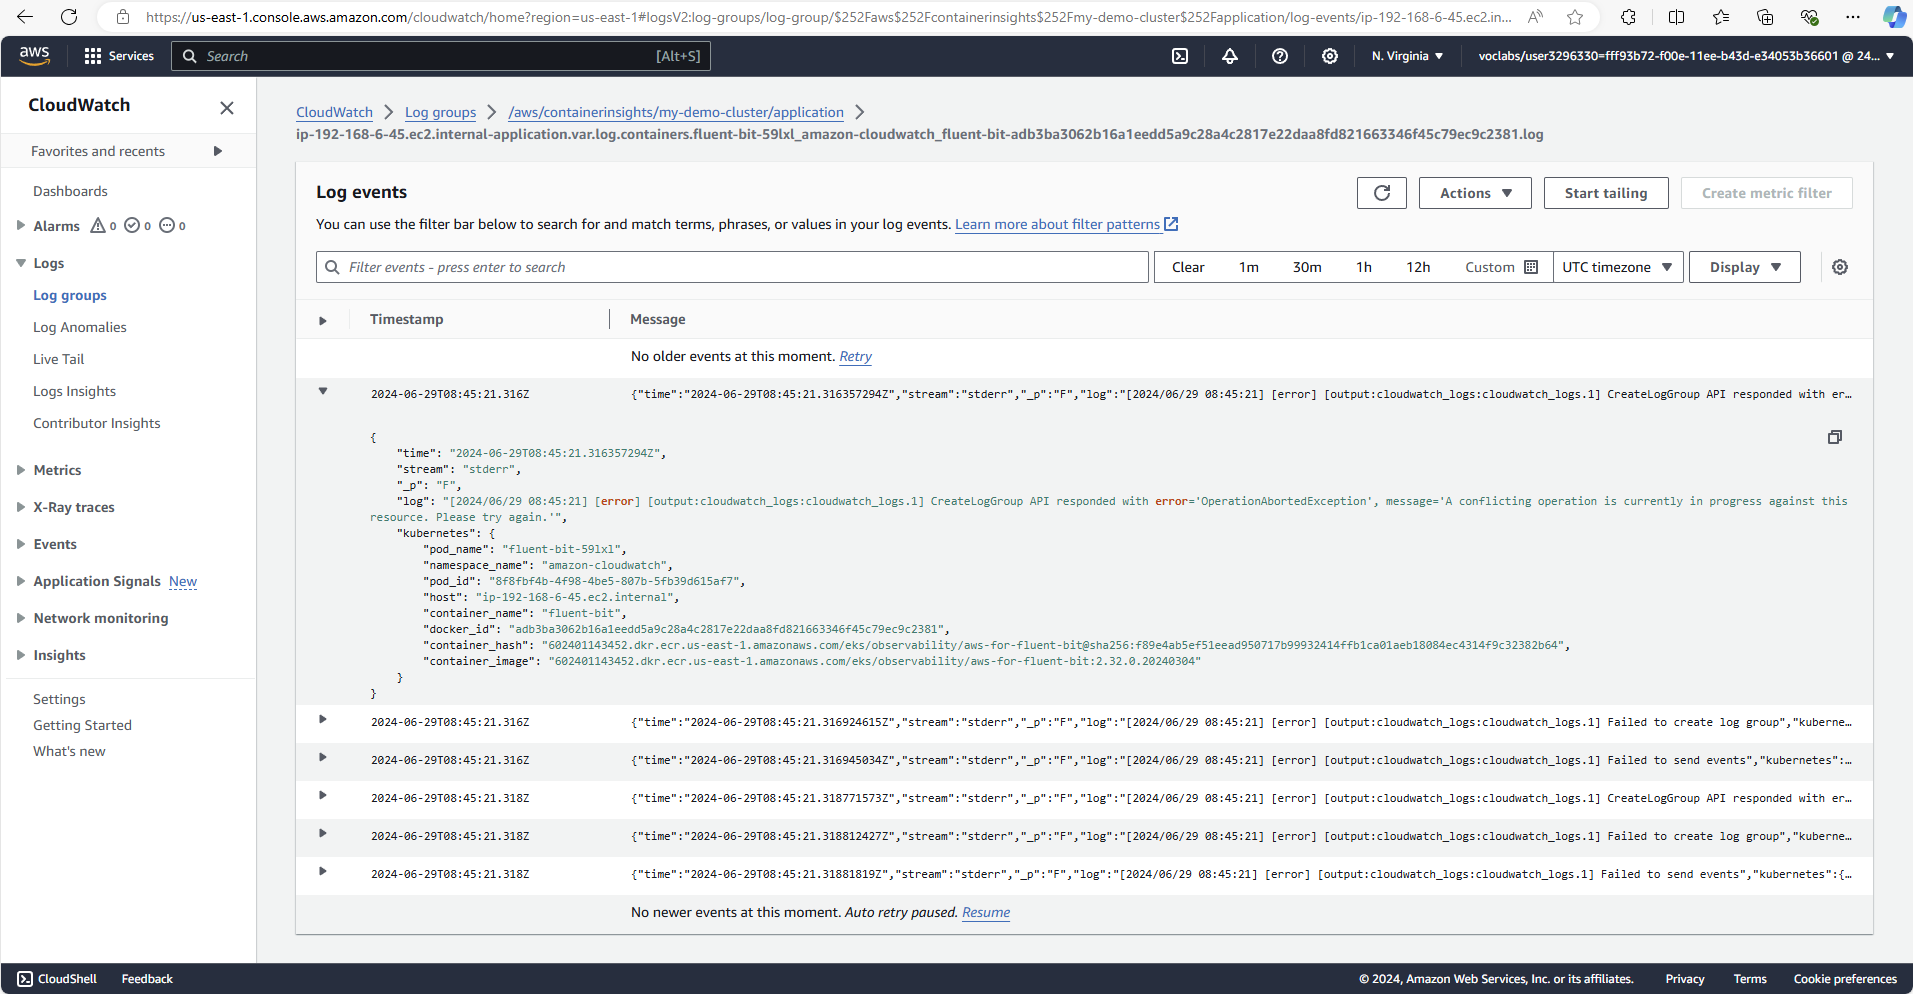 https://us-east-1.console.aws.amazon.com/cloudwatch/home?region=us-east-1#logsV2:log-groups/log-group/$252Faws$252Fcontainerinsights$252Fmy-demo-cluster$252Fapplication/log-events/ip-192-168-6-45.ec2.in...
aws
Services
Search
[Alt+S]
N. Virginia
voclabs/user3296330=fff93b72-f00e-11ee-b43d-e34053b36601 @ 24...
CloudWatch
Favorites and recents
Dashboards
Alarms 0 0 0
Logs
Log groups
Log Anomalies
Live Tail
Logs Insights
Contributor Insights
Metrics
X-Ray traces
Events
Application Signals New
Network monitoring
Insights
Settings
Getting Started
What's new
CloudWatch
Log groups
/aws/containerinsights/my-demo-cluster/application
ip-192-168-6-45.ec2.internal-application.var.log.containers.fluent-bit-59lxl_amazon-cloudwatch_fluent-bit-adb3ba3062b16a1eedd5a9c28a4c2817e22daa8fd821663346f45c79ec9c2381.log
Log events
Actions
Start tailing
Create metric filter
You can use the filter bar below to search for and match terms, phrases, or values in your log events. Learn more about filter patterns
Filter events - press enter to search
Clear
1m
30m
1h
12h
Custom
UTC timezone
Display
Timestamp
Message
No older events at this moment. Retry
2024-06-29T08:45:21.316Z {"time":"2024-06-29T08:45:21.316357294Z","stream":"stderr","_p":"F","log":"[2024/06/29 08:45:21] [error] [output:cloudwatch_logs:cloudwatch_logs.1] CreateLogGroup API responded with er...
{
"time": "2024-06-29T08:45:21.316357294Z",
"stream": "stderr",
"_p": "F",
"log": "[2024/06/29 08:45:21] [error] [output:cloudwatch_logs:cloudwatch_logs.1] CreateLogGroup API responded with error='OperationAbortedException', message='A conflicting operation is currently in progress against this
resource. Please try again.'",
"kubernetes": {
"pod_name": "fluent-bit-59lxl",
"namespace_name": "amazon-cloudwatch",
"pod_id": "8f8fbf4b-4f98-4be5-807b-5fb39d615af7",
"host": "ip-192-168-6-45.ec2.internal",
"container_name": "fluent-bit",
"docker_id": "adb3ba3062b16a1eedd5a9c28a4c2817e22daa8fd821663346f45c79ec9c2381",
"container_hash": "602401143452.dkr.ecr.us-east-1.amazonaws.com/eks/observability/aws-for-fluent-bit@sha256:f89e4ab5ef51eead950717b99932414ffb1ca01aeb18084ec4314f9c32382b64",
"container_image": "602401143452.dkr.ecr.us-east-1.amazonaws.com/eks/observability/aws-for-fluent-bit:2.32.0.20240304"
}
}
2024-06-29T08:45:21.316Z {"time":"2024-06-29T08:45:21.316924615Z","stream":"stderr","_p":"F","log":"[2024/06/29 08:45:21] [error] [output:cloudwatch_logs:cloudwatch_logs.1] Failed to create log group","kuberne...
2024-06-29T08:45:21.316Z {"time":"2024-06-29T08:45:21.316945034Z","stream":"stderr","_p":"F","log":"[2024/06/29 08:45:21] [error] [output:cloudwatch_logs:cloudwatch_logs.1] Failed to send events","kubernetes":...
2024-06-29T08:45:21.318Z {"time":"2024-06-29T08:45:21.318771573Z","stream":"stderr","_p":"F","log":"[2024/06/29 08:45:21] [error] [output:cloudwatch_logs:cloudwatch_logs.1] CreateLogGroup API responded with er...
2024-06-29T08:45:21.318Z {"time":"2024-06-29T08:45:21.318812427Z","stream":"stderr","_p":"F","log":"[2024/06/29 08:45:21] [error] [output:cloudwatch_logs:cloudwatch_logs.1] Failed to create log group","kuberne...
2024-06-29T08:45:21.318Z {"time":"2024-06-29T08:45:21.31881819Z","stream":"stderr","_p":"F","log":"[2024/06/29 08:45:21] [error] [output:cloudwatch_logs:cloudwatch_logs.1] Failed to send events","kubernetes":{...
No newer events at this moment. Auto retry paused. Resume
CloudShell
Feedback
© 2024, Amazon Web Services, Inc. or its affiliates.
Privacy
Terms
Cookie preferences